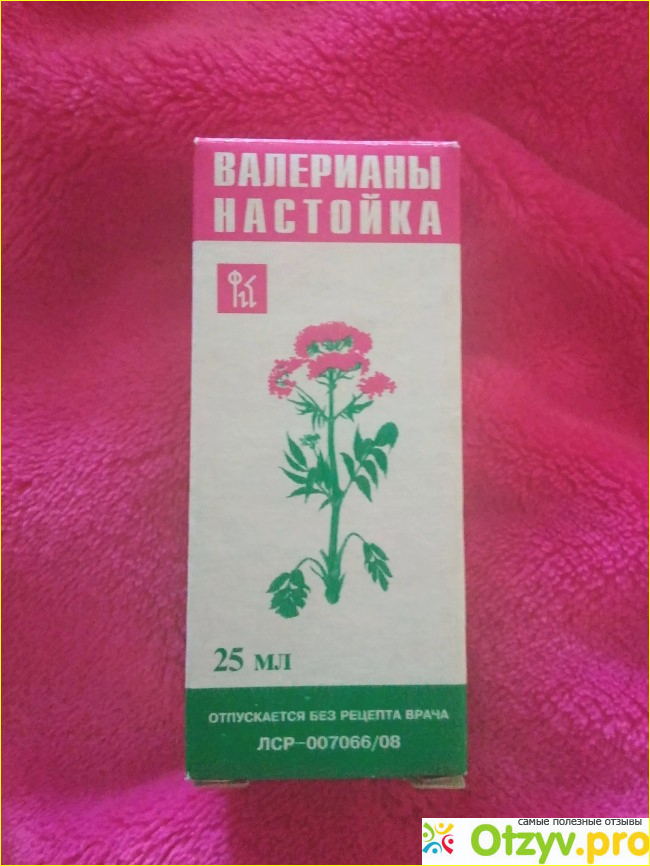 ВАЛЕРИАНЫ
НАСТОЙКА
25 мл
ОТПУСКАЕТСЯ БЕЗ РЕЦЕПТА ВРАЧА
ЛСР-007066/08
самые полезные отзывы
Otzyv.pro